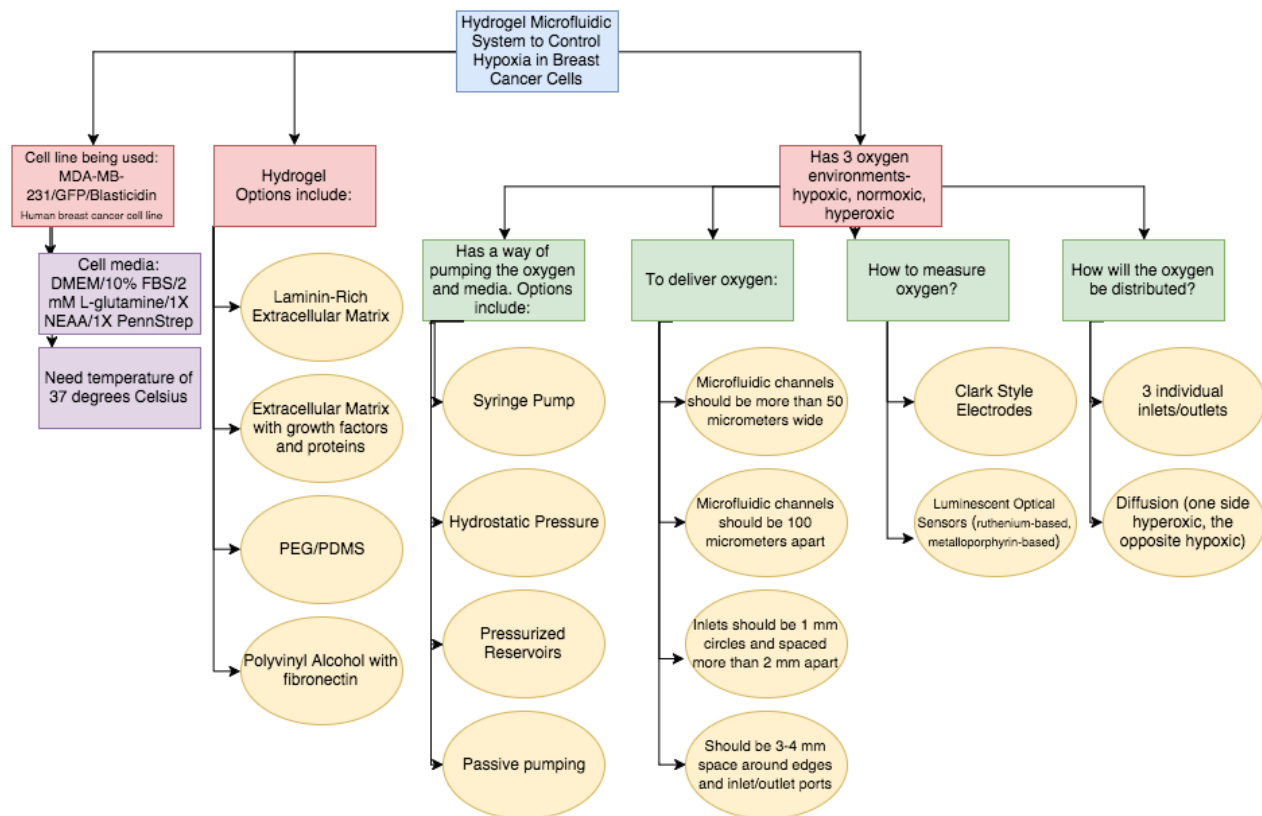 Hydrogel Microfluidic
System to Control
Hypoxia in Breast
Cancer Cells
Cell line being used:
MDA-MB-
231/GFP/Blasticidin
Human breast cancer cell line
Hydrogel
Options include:
Has 3 oxygen
environments-
hypoxic, normoxic,
hyperoxic
Cell media:
DMEM/10% FBS/2
mM L-glutamine/1X
NEAA/1X PennStrep
Need temperature of
37 degrees Celsius
Laminin-Rich
Extracellular Matrix
Extracellular Matrix
with growth factors
and proteins
PEG/PDMS
Polyvinyl Alcohol with
fibronectin
Has a way of
pumping the oxygen
and media. Options
include:
Syringe Pump
Hydrostatic Pressure
Pressurized
Reservoirs
Passive pumping
To deliver oxygen:
Microfluidic channels
should be more than 50
micrometers wide
Microfluidic channels
should be 100
micrometers apart
Inlets should be 1 mm
circles and spaced
more than 2 mm apart
Should be 3-4 mm
space around edges
and inlet/outlet ports
How to measure
oxygen?
Clark Style
Electrodes
Luminescent Optical
Sensors (ruthenium-based,
metalloporphyrin-based)
How will the oxygen
be distributed?
3 individual
inlets/outlets
Diffusion (one side
hyperoxic, the
opposite hypoxic)